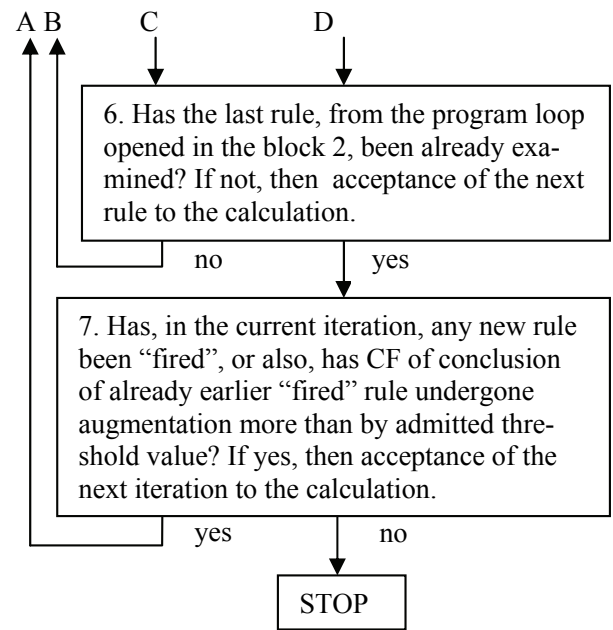 A B C D
6. Has the last rule, from the program loop
opened in the block 2, been already exa-
mined? If not, then acceptance of the next
rule to the calculation.
no yes
7. Has, in the current iteration, any new rule
been “fired”, or also, has CF of conclusion
of already earlier “fired” rule undergone
augmentation more than by admitted thre-
shold value? If yes, then acceptance of the
next iteration to the calculation.
yes no
STOP